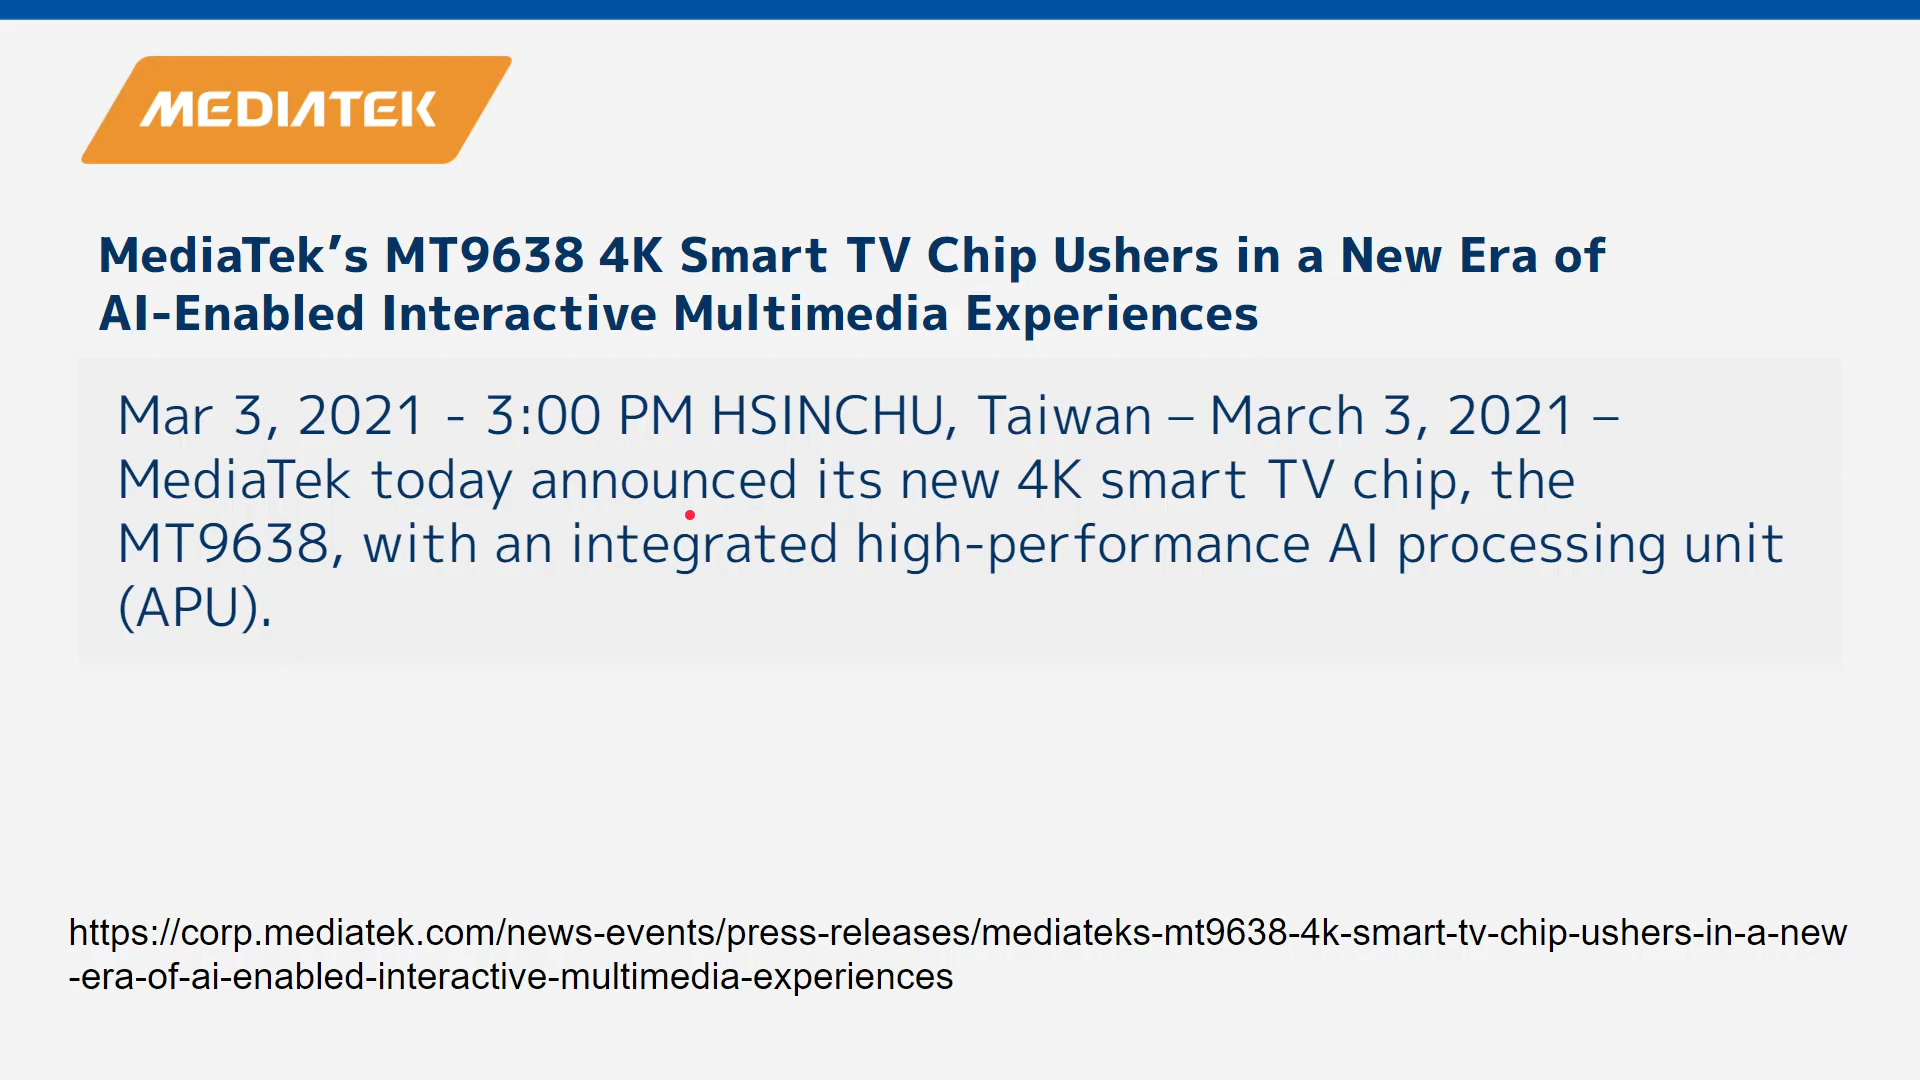 MEDIATEK
MediaTek’s MT9638 4K Smart TV Chip Ushers in a New Era of
AI-Enabled Interactive Multimedia Experiences
Mar 3, 2021 - 3:00 PM HSINCHU, Taiwan – March 3, 2021 –
MediaTek today announced its new 4K smart TV chip, the
MT9638, with an integrated high-performance AI processing unit
(APU).
https://corp.mediatek.com/news-events/press-releases/mediateks-mt9638-4k-smart-tv-chip-ushers-in-a-new
-era-of-ai-enabled-interactive-multimedia-experiences